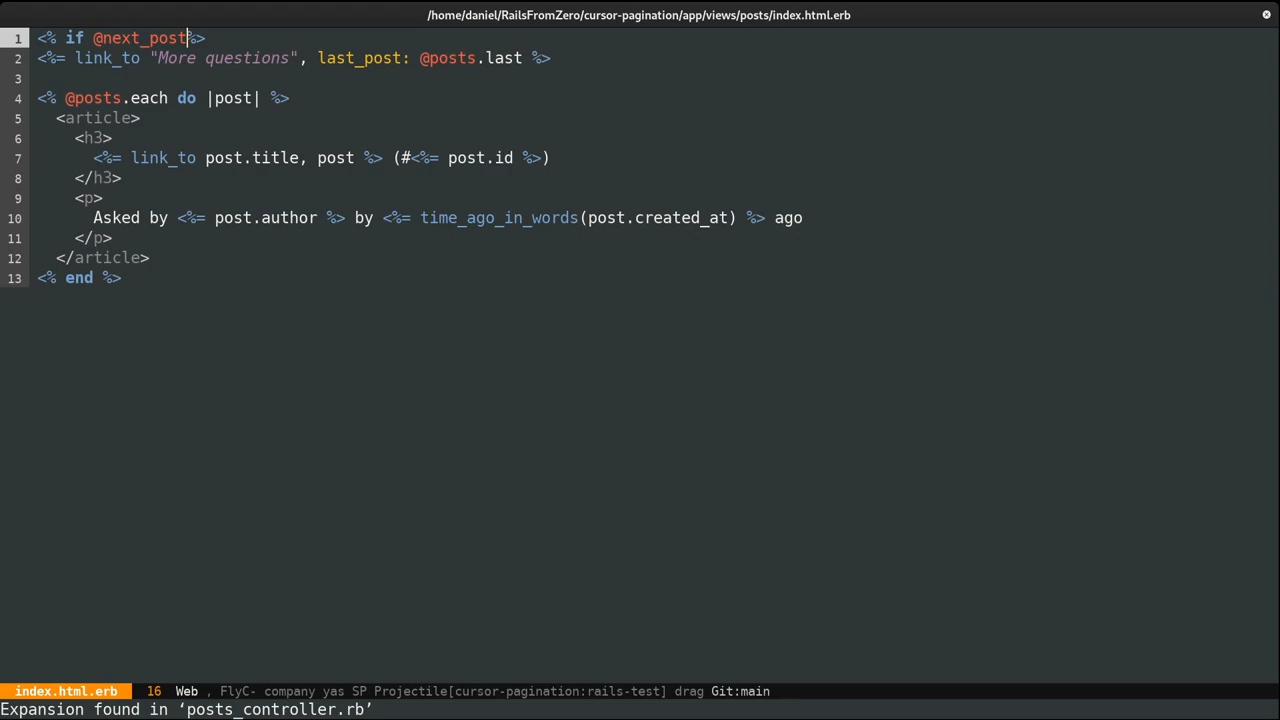 /home/daniel/RailsFromZero/cursor-pagination/app/views/posts/index.html.erb
1 <% if @next_post%>
2 <%= link_to "More questions", last_post: @posts.last %>
3
4 <% @posts.each do |post| %>
5 <article>
6 <h3>
7 <%= link_to post.title, post %> (#<%= post.id %>)
8 </h3>
9 <p>
10 Asked by <%= post.author %> by <%= time_ago_in_words(post.created_at) %> ago
11 </p>
12 </article>
13 <% end %>
index.html.erb 16 Web , FlyC- company yas SP Projectile[cursor-pagination:rails-test] drag Git:main
Expansion found in ‘posts_controller.rb’